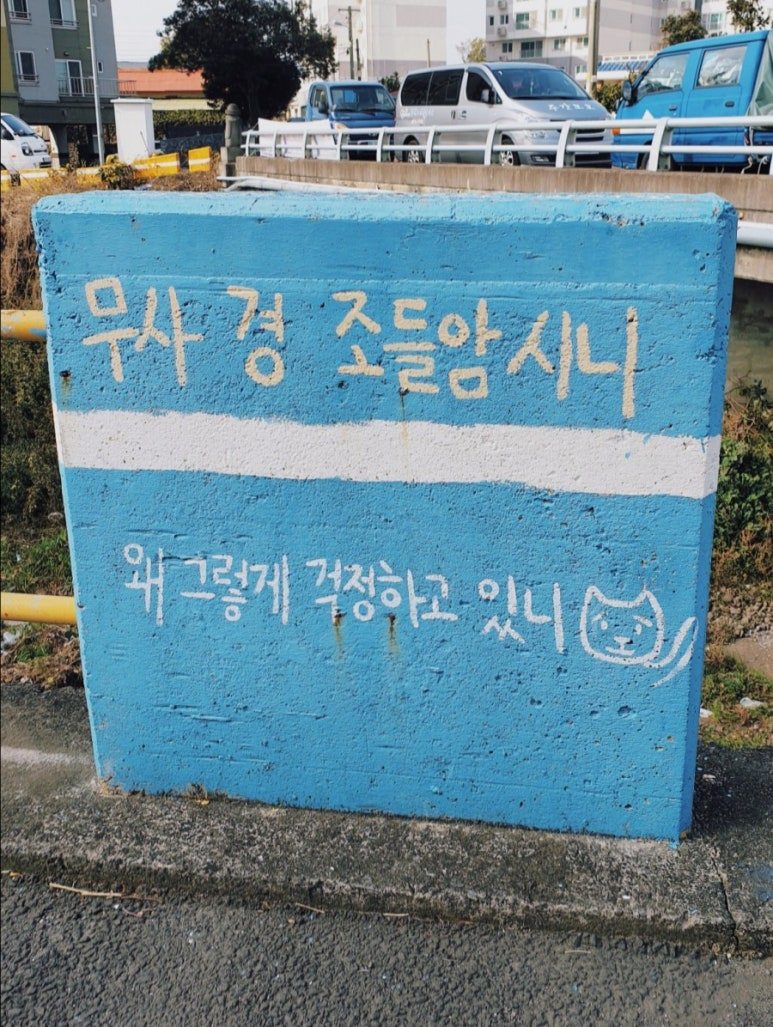 무사 경 조들암시니
왜 그렇게 걱정하고 있니